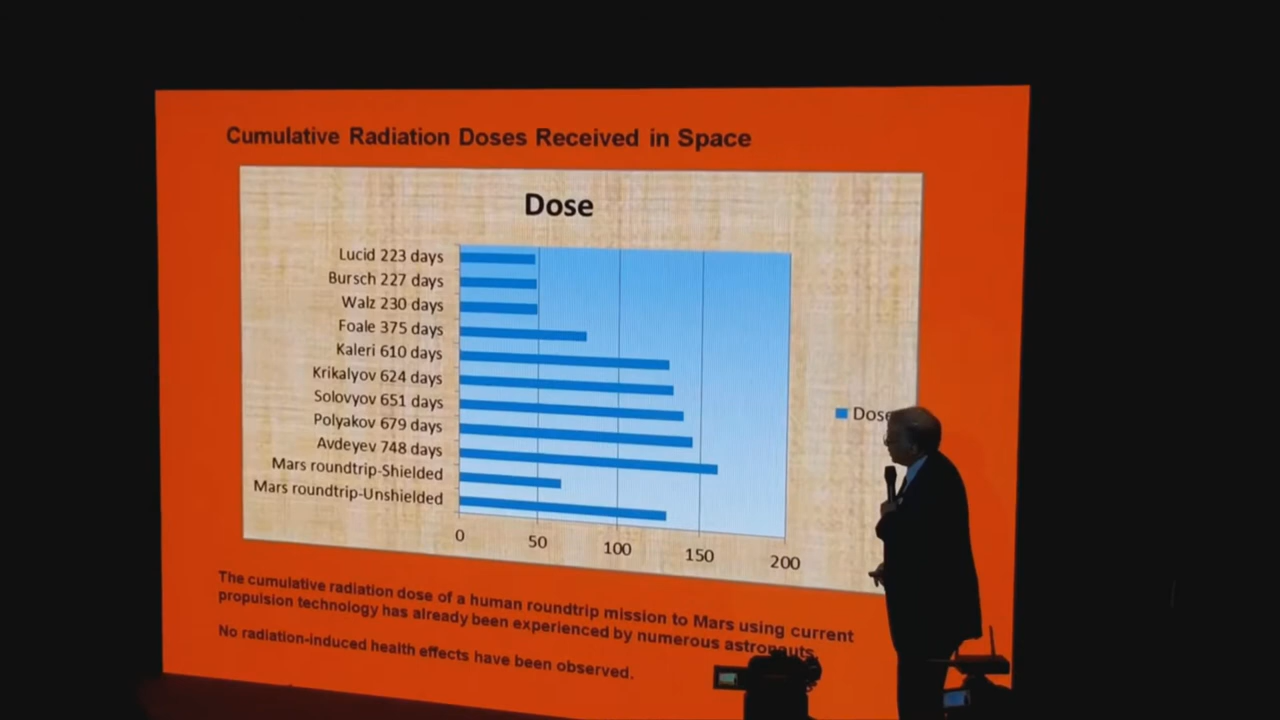 Cumulative Radiation Doses Received in Space
Dose
Lucid 223 days
Bursch 227 days
Walz 230 days
Foale 375 days
Kaleri 610 days
Krikalyov 624 days
Solovyov 651 days
Polyakov 679 days
Avdeyev 748 days
Mars roundtrip-Shielded
Mars roundtrip-Unshielded
Dose
0 50 100 150 200
The cumulative radiation dose of a human roundtrip mission to Mars using current
propulsion technology has already been experienced by numerous astronauts.
No radiation-induced health effects have been observed.